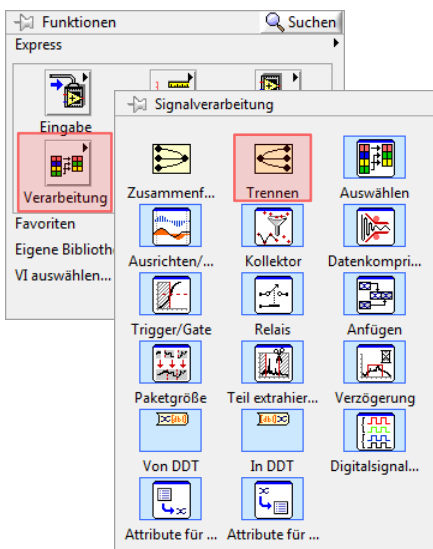 Funktionen
Suchen
Express
Eingabe
Verarbeitung
Favoriten
Eigene Biblioth
VI auswählen...
Signalverarbeitung
Zusammenf... Trennen Auswählen
Ausrichten/... Kollektor Datenkompri...
Trigger/Gate Relais Anfügen
Paketgröße Teil extrahier... Verzögerung
Von DDT In DDT Digitalsignal...
Attribute für ... Attribute für ...